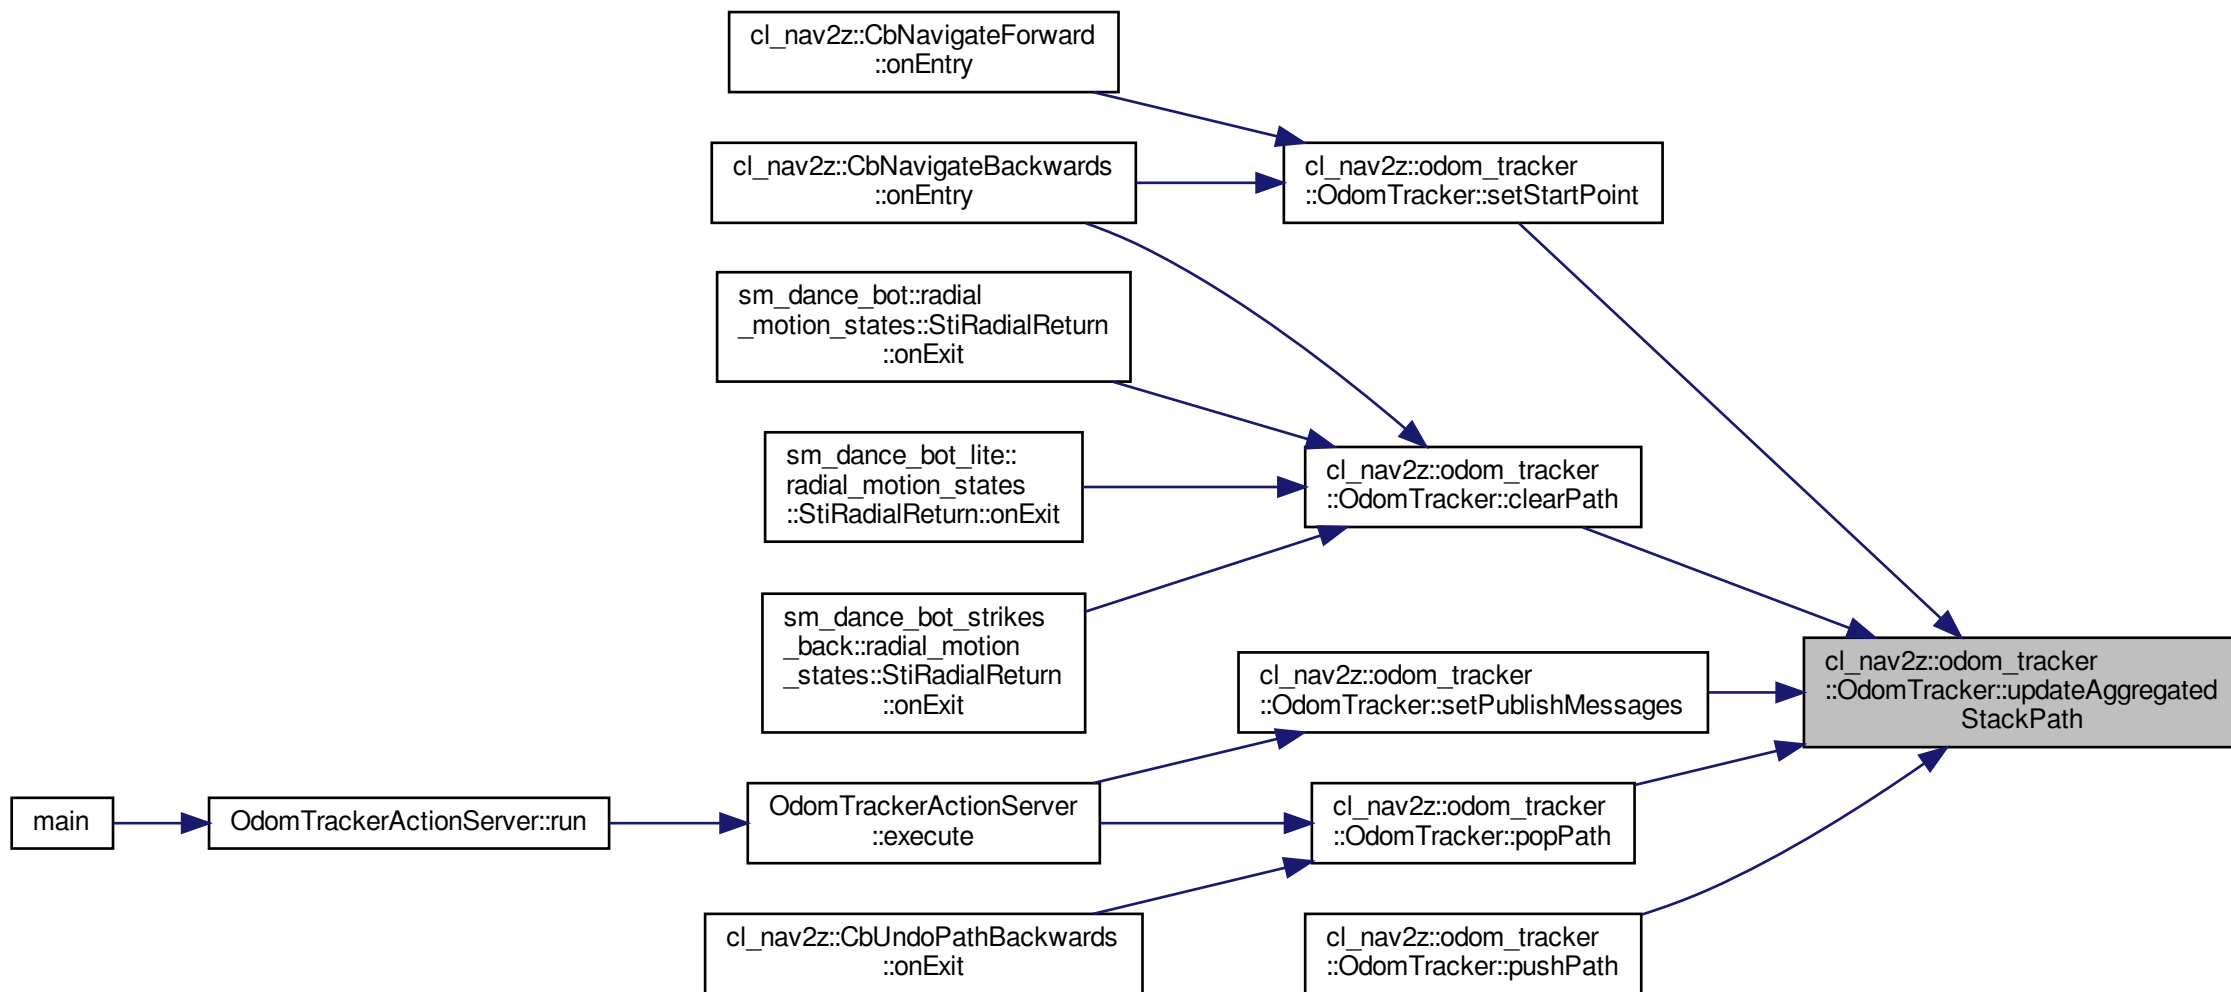 cl_nav2z::CbNavigateForward
::onEntry
cl_nav2z::CbNavigateBackwards
::onEntry
cl_nav2z::odom_tracker
::OdomTracker::setStartPoint
sm_dance_bot::radial
_motion_states::StiRadialReturn
::onExit
sm_dance_bot_lite::
radial_motion_states
::StiRadialReturn::onExit
cl_nav2z::odom_tracker
::OdomTracker::clearPath
sm_dance_bot_strikes
_back::radial_motion
_states::StiRadialReturn
::onExit
cl_nav2z::odom_tracker
::OdomTracker::setPublishMessages
cl_nav2z::odom_tracker
::OdomTracker::updateAggregated
StackPath
main
OdomTrackerActionServer::run
OdomTrackerActionServer
::execute
cl_nav2z::odom_tracker
::OdomTracker::popPath
cl_nav2z::CbUndoPathBackwards
::onExit
cl_nav2z::odom_tracker
::OdomTracker::pushPath